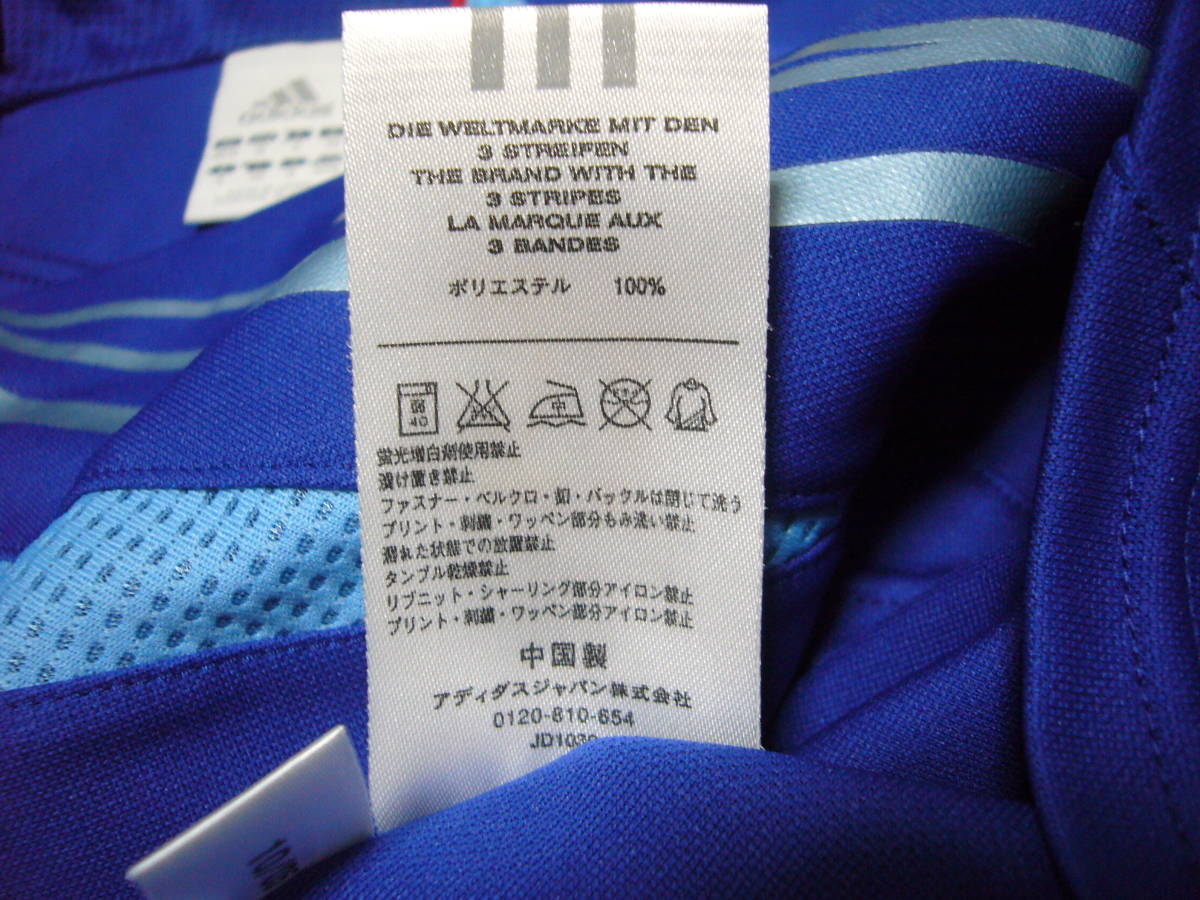 DIE WELTMARKE MIT DEN
3 STREIFEN
THE BRAND WITH THE
3 STRIPES
LA MARQUE AUX
3 BANDES
ポリエステル 100%
40
中
蛍光増白剤使用禁止
漬け置き禁止
ファスナー・ベルクロ・釦・バックルは閉じて洗う
プリント・刺繍・ワッペン部分もみ洗い禁止
濡れた状態での放置禁止
タンブル乾燥禁止
リブニット・シャーリング部分アイロン禁止
プリント・刺繍・ワッペン部分アイロン禁止
中国製
アディダスジャパン株式会社
0120-810-654
adidas